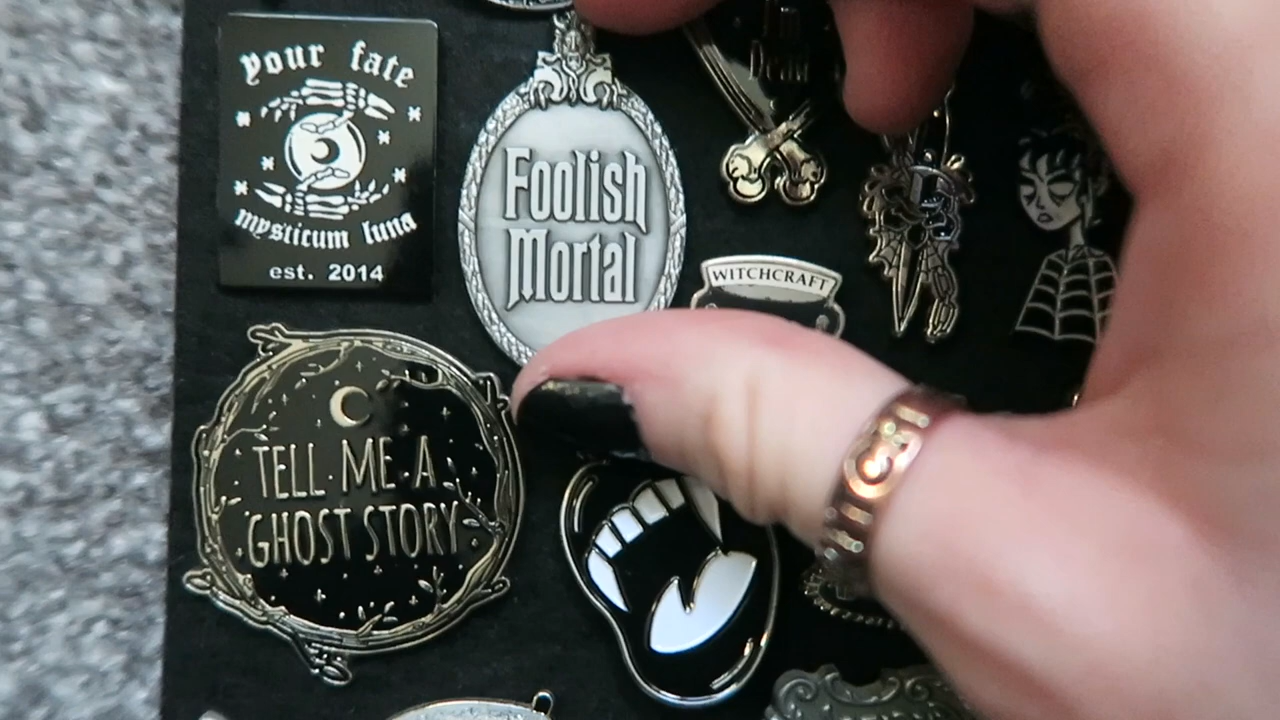 your fate
mysticum luna
est. 2014
Foolish
Mortal
WITCHCRAFT
TELL ME A
GHOST STORY